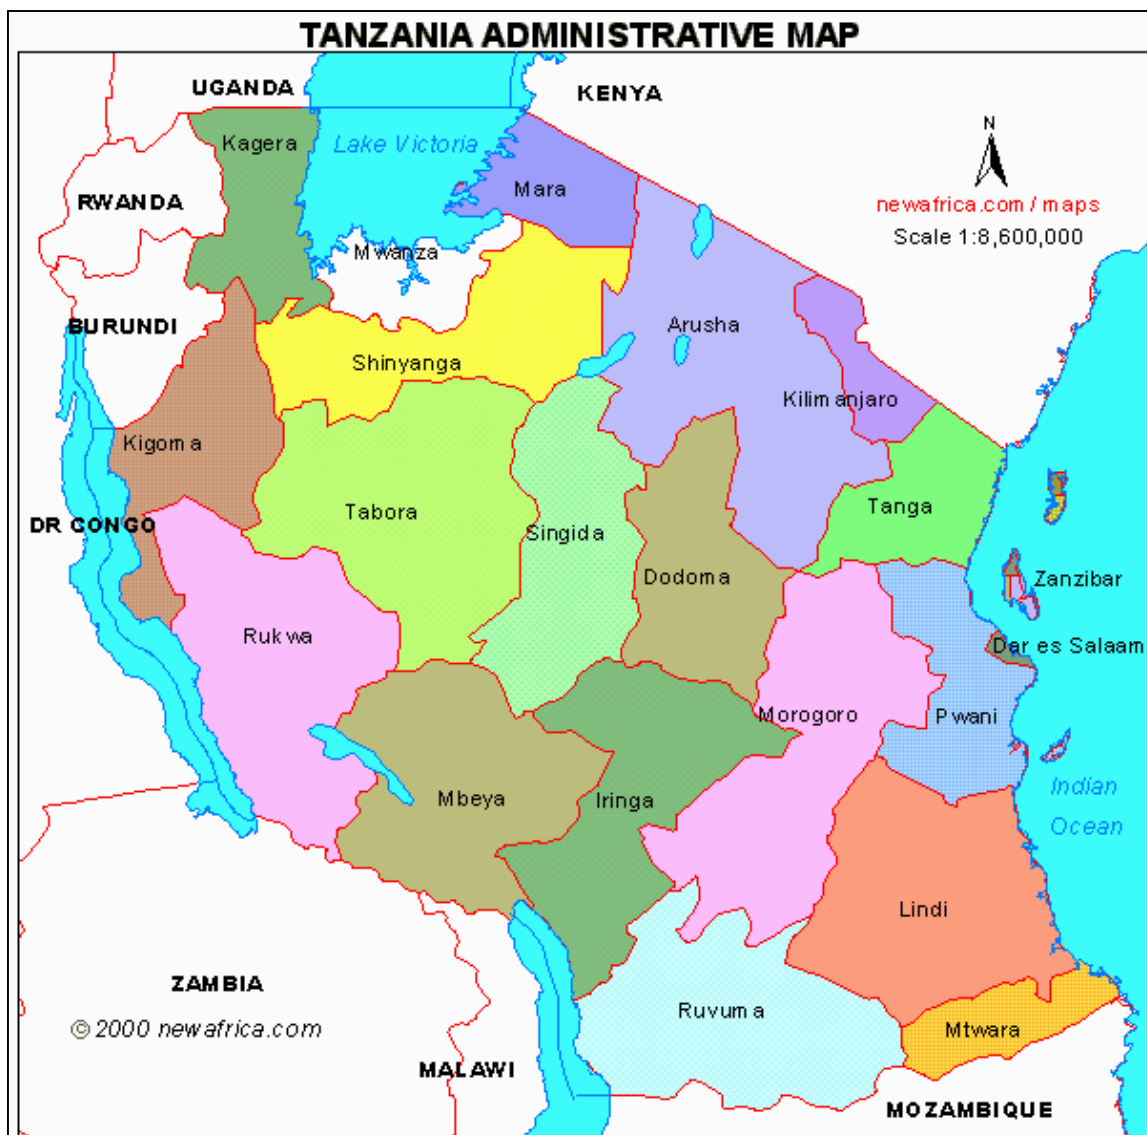 TANZANIA ADMINISTRATIVE MAP
UGANDA
KENYA
Kagera
Lake Victoria
N
Mara
RWANDA
newafrica.com / maps
Scale 1:8,600,000
Mwanza
BURUNDI
Arusha
Shinyanga
Kilimanjaro
Kigoma
Tabora
Tanga
DR CONGO
Singida
Dodoma
Zanzibar
Rukwa
Dar es Salaam
Morogoro
Pwani
Indian
Ocean
Mbeya
Iringa
Lindi
ZAMBIA
Ruvuma
© 2000 newafrica.com
Mtwara
MALAWI
MOZAMBIQUE